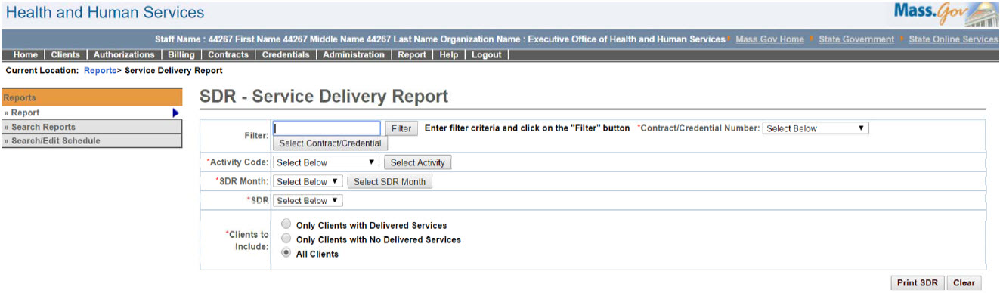 Health and Human Services
Mass.Gov
Staff Name : 44267 First Name 44267 Middle Name 44267 Last Name Organization Name : Executive Office of Health and Human Services Mass.Gov Home State Government State Online Services
Home | Clients | Authorizations | Billing | Contracts | Credentials | Administration | Report | Help | Logout |
Current Location: Reports> Service Delivery Report
Reports
» Report
» Search Reports
» Search/Edit Schedule
SDR - Service Delivery Report
Filter: Filter Enter filter criteria and click on the "Filter" button *Contract/Credential Number: Select Below
Select Contract/Credential
*Activity Code: Select Below Select Activity
*SDR Month: Select Below Select SDR Month
*SDR Select Below
*Clients to Include:
Only Clients with Delivered Services
Only Clients with No Delivered Services
All Clients
Print SDR Clear